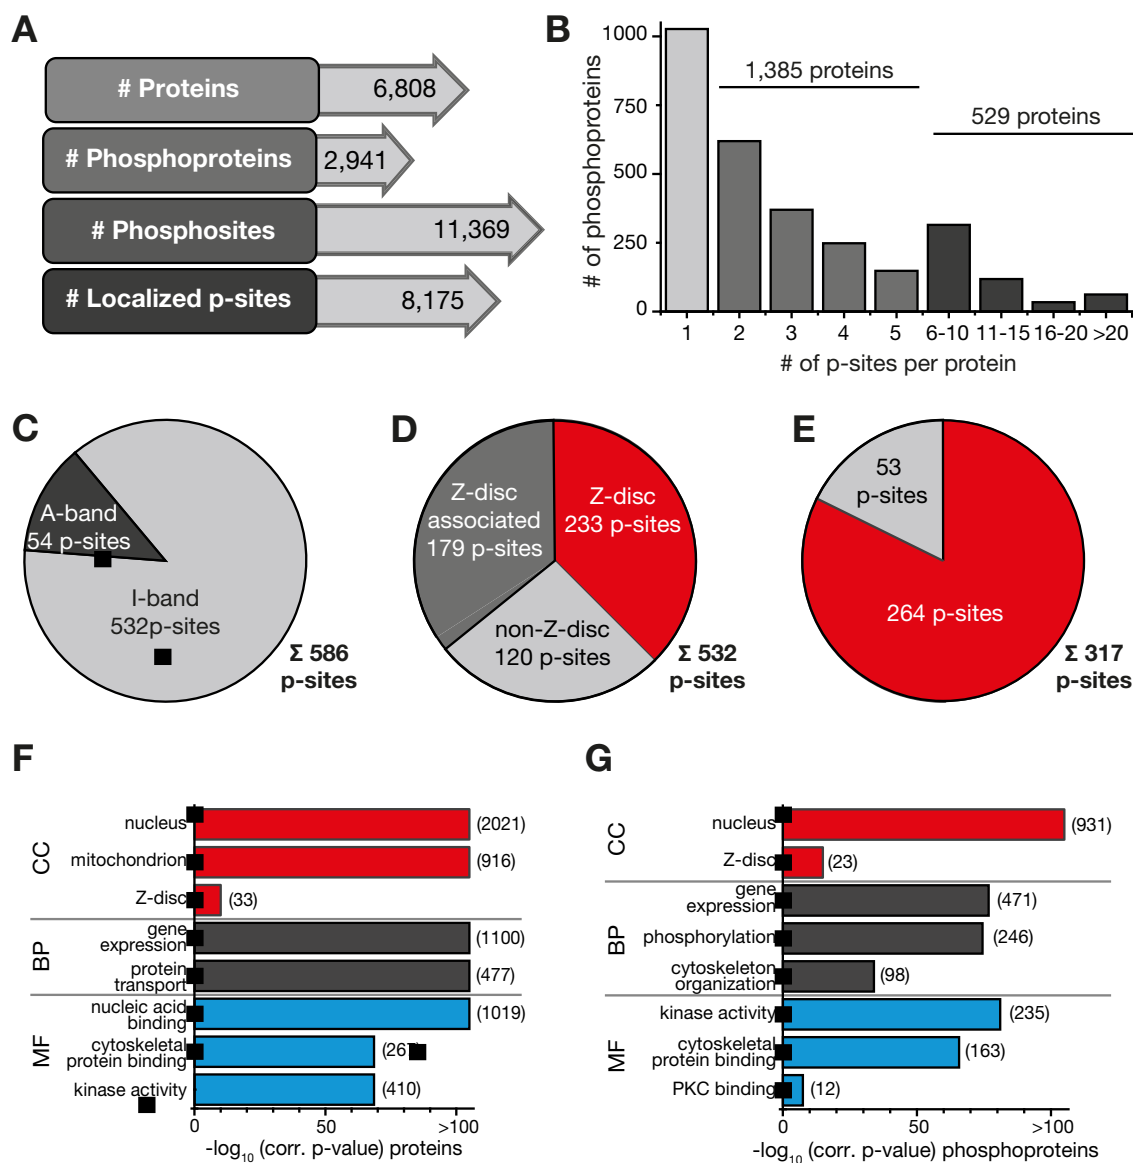 A
# Proteins
6,808
# Phosphoproteins
2,941
# Phosphosites
11,369
# Localized p-sites
8,175
B
# of phosphoproteins
1000
750
500
250
0
1,385 proteins
529 proteins
1 2 3 4 5 6-10 11-15 16-20 >20
# of p-sites per protein
C
A-band
54 p-sites
I-band
532p-sites
Σ 586
p-sites
D
Z-disc
associated
179 p-sites
Z-disc
233 p-sites
non-Z-disc
120 p-sites
Σ 532
p-sites
E
53
p-sites
264 p-sites
Σ 317
p-sites
F
CC
nucleus (2021)
mitochondrion (916)
Z-disc (33)
BP
gene
expression (1100)
protein
transport (477)
MF
nucleic acid
binding (1019)
cytoskeletal
protein binding
kinase activity (410)
0 50 >100
-log10 (corr. p-value) proteins
G
CC
nucleus (931)
Z-disc (23)
BP
gene
expression (471)
phosphorylation (246)
cytoskeleton
organization (98)
MF
kinase activity (235)
cytoskeletal
protein binding (163)
PKC binding (12)
0 50 >100
-log10 (corr. p-value) phosphoproteins